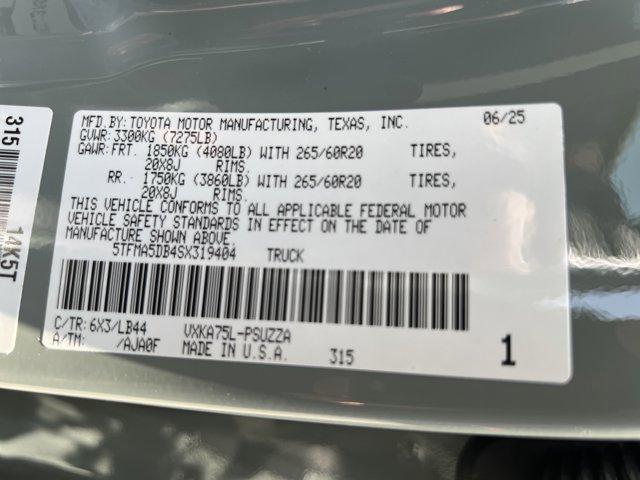 MFD.BY:TOYOTA MOTOR MANUFACTURING, TEXAS, INC. 06/25
GVWR:3300KG (7275LB)
GAWR:FRT. 1850KG (4080LB) WITH 265/60R20 TIRES,
20X8J RIMS,
RR. 1750KG (3860LB) WITH 265/60R20 TIRES,
20X8J RIMS.
THIS VEHICLE CONFORMS TO ALL APPLICABLE FEDERAL MOTOR
VEHICLE SAFETY STANDARDS IN EFFECT ON THE DATE OF
MANUFACTURE SHOWN ABOVE.
5TFMA5DB4SX319404 TRUCK
C/TR:6X3/LB44 VXKA75L-PSUZZA
A/TM: /AJA0F MADE IN U.S.A. 315 1
315
14K5T